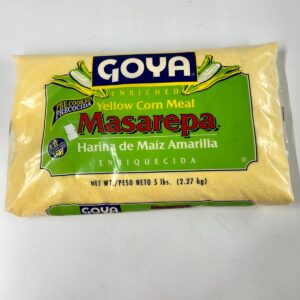 GOYA
ENRICHED
PRE-COOKED
PRECOCIDA
Yellow Corn Meal
Masarepa
Harina de Maíz Amarilla
ENRIQUECIDA
NET WT./PESO NETO 5 lbs. (2.27 kg)
GOYA